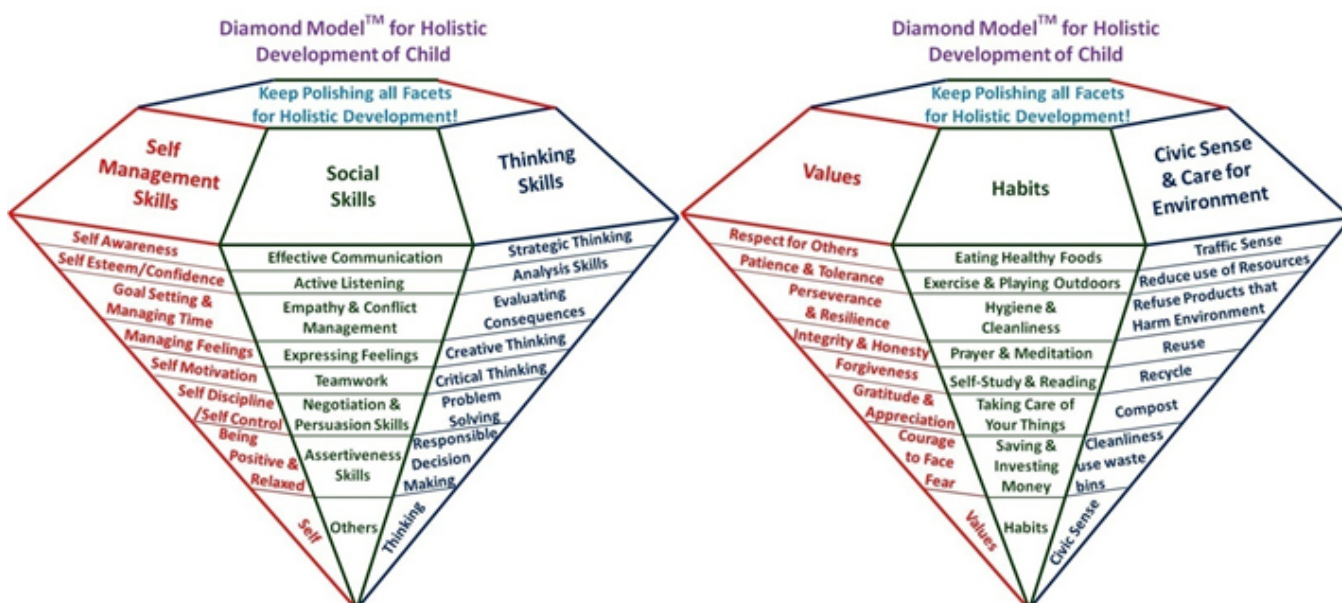 Diamond Model™ for Holistic
Development of Child
Keep Polishing all Facets
for Holistic Development!
Self
Management
Skills
Social
Skills
Thinking
Skills
Self Awareness
Self Esteem/Confidence
Goal Setting &
Managing Time
Managing Feelings
Self Motivation
Self Discipline
/Self Control
Being
Positive &
Relaxed
Self
Effective Communication
Active Listening
Empathy & Conflict
Management
Expressing Feelings
Teamwork
Negotiation &
Persuasion Skills
Assertiveness
Skills
Others
Strategic Thinking
Analysis Skills
Evaluating
Consequences
Creative Thinking
Critical Thinking
Problem
Solving
Responsible
Decision
Making
Thinking
Diamond Model™ for Holistic
Development of Child
Keep Polishing all Facets
for Holistic Development!
Values
Habits
Civic Sense
& Care for
Environment
Respect for Others
Patience & Tolerance
Perseverance
& Resilience
Integrity & Honesty
Forgiveness
Gratitude &
Appreciation
Courage
to Face
Fear
Values
Eating Healthy Foods
Exercise & Playing Outdoors
Hygiene
& Cleanliness
Prayer & Meditation
Self-Study & Reading
Taking Care of
Your Things
Saving &
Investing
Money
Habits
Traffic Sense
Reduce use of Resources
Refuse Products that
Harm Environment
Reuse
Recycle
Compost
Cleanliness
use waste
bins
Civic Sense